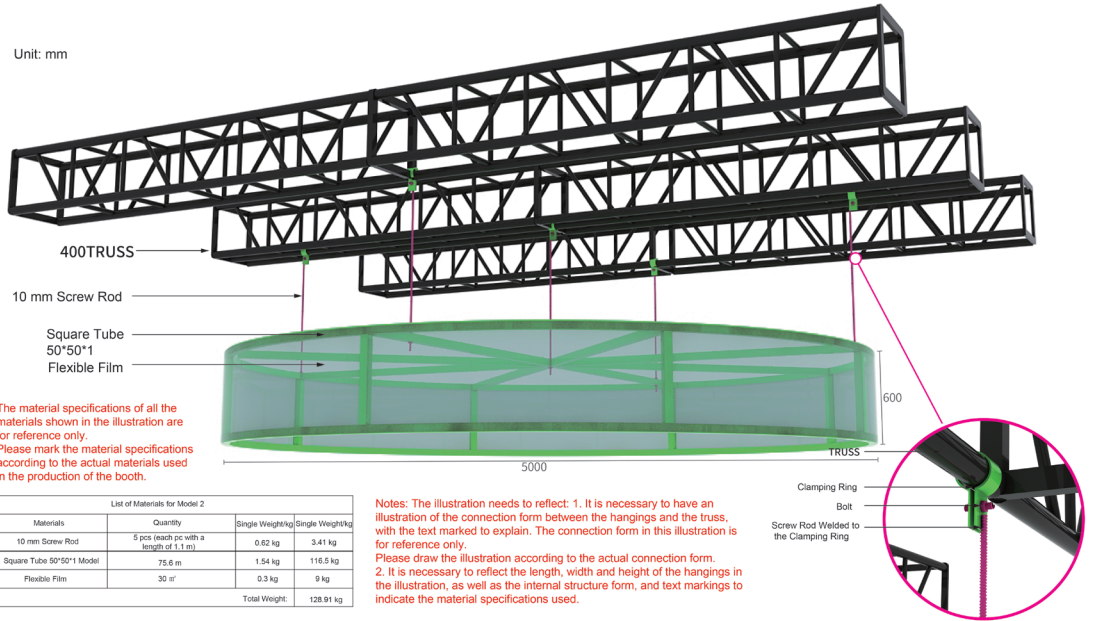 Unit: mm
400TRUSS
10 mm Screw Rod
Square Tube
50*50*1
Flexible Film
600
5000
The material specifications of all the
materials shown in the illustration are
for reference only.
Please mark the material specifications
according to the actual materials used
in the production of the booth.
TRUSS
Clamping Ring
Bolt
Screw Rod Welded to
the Clamping Ring
List of Materials for Model 2
Materials Quantity Single Weight/kg Single Weight/kg
10 mm Screw Rod 5 pcs (each pc with a length of 1.1 m) 0.62 kg 3.41 kg
Square Tube 50*50*1 Model 75.6 m 1.54 kg 116.5 kg
Flexible Film 30 ㎡ 0.3 kg 9 kg
Total Weight: 128.91 kg
Notes: The illustration needs to reflect: 1. It is necessary to have an
illustration of the connection form between the hangings and the truss,
with the text marked to explain. The connection form in this illustration is
for reference only.
Please draw the illustration according to the actual connection form.
2. It is necessary to reflect the length, width and height of the hangings in
the illustration, as well as the internal structure form, and text markings to
indicate the material specifications used.